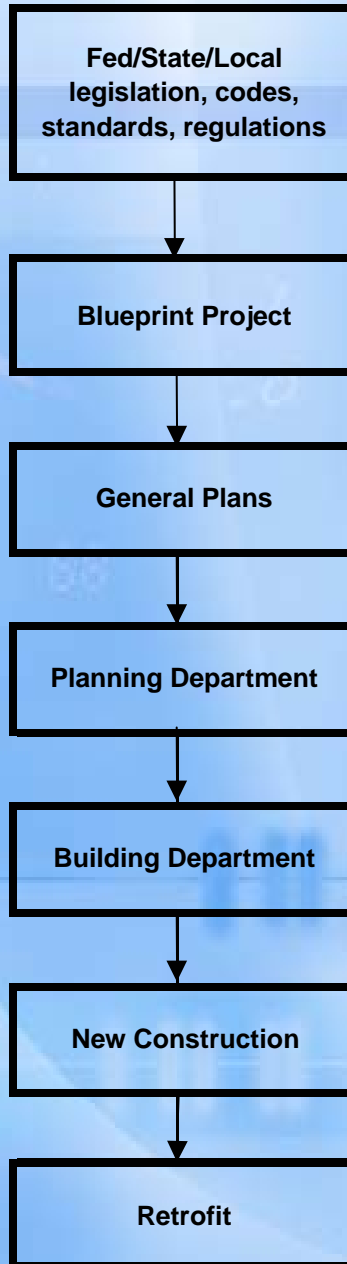 Fed/State/Local
legislation, codes,
standards, regulations
Blueprint Project
General Plans
Planning Department
Building Department
New Construction
Retrofit